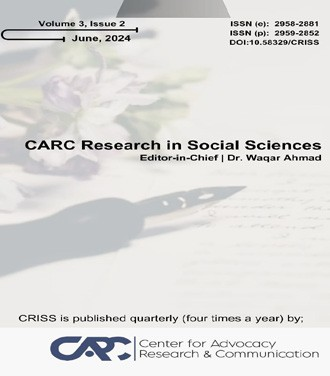 Volume 3, Issue 2
June, 2024
ISSN (e): 2958-2881
ISSN (p): 2959-2852
DOI:10.58329/CRISS
CARC Research in Social Sciences
Editor-in-Chief | Dr. Waqar Ahmad
CRISS is published quarterly (four times a year) by;
CARC
Center for Advocacy
Research & Communication